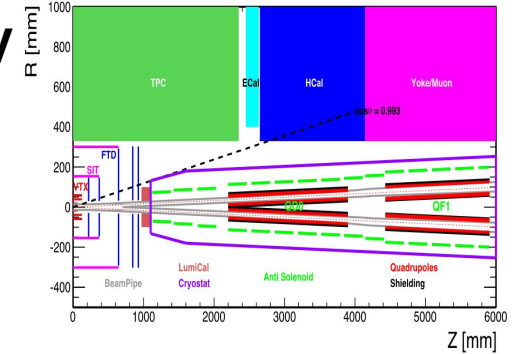 y
R [mm]
1000
800
600
400
200
0
-200
-400
TPC
ECal
HCal
Yoke/Muon
cosθ = 0.993
FTD
SIT
VTX
QD0
QF1
LumiCal
Quadrupoles
Anti Solenoid
BeamPipe
Cryostat
Shielding
0
1000
2000
3000
4000
5000
6000
Z [mm]